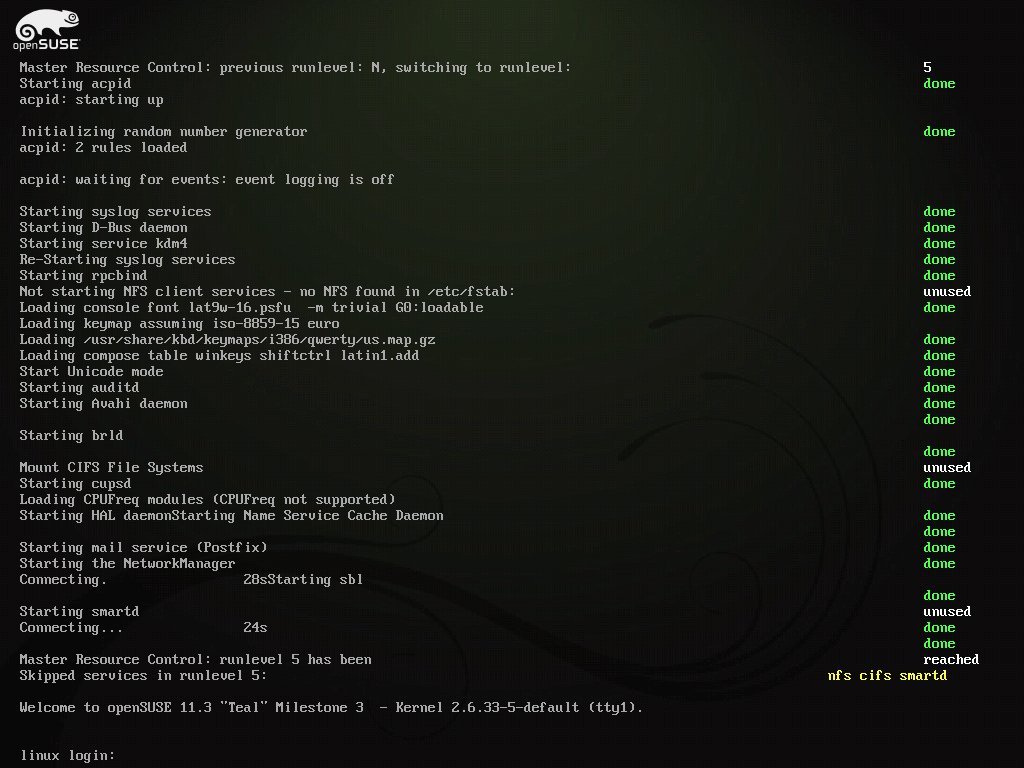 openSUSE
Master Resource Control: previous runlevel: N, switching to runlevel: 5
Starting acpid done
acpid: starting up
Initializing random number generator done
acpid: 2 rules loaded
acpid: waiting for events: event logging is off
Starting syslog services done
Starting D-Bus daemon done
Starting service kdm4 done
Re-Starting syslog services done
Starting rpcbind done
Not starting NFS client services - no NFS found in /etc/fstab: unused
Loading console font lat9w-16.psfu  -m trivial G0:loadable done
Loading keymap assuming iso-8859-15 euro
Loading /usr/share/kbd/keymaps/i386/qwerty/us.map.gz done
Loading compose table winkeys shiftctrl latin1.add done
Start Unicode mode done
Starting auditd done
Starting Avahi daemon done
done
Starting brld
done
Mount CIFS File Systems unused
Starting cupsd done
Loading CPUFreq modules (CPUFreq not supported)
Starting HAL daemonStarting Name Service Cache Daemon done
done
Starting mail service (Postfix) done
Starting the NetworkManager done
Connecting. 28sStarting sbl
done
Starting smartd unused
Connecting... 24s done
done
Master Resource Control: runlevel 5 has been reached
Skipped services in runlevel 5: nfs cifs smartd
Welcome to openSUSE 11.3 "Teal" Milestone 3  - Kernel 2.6.33-5-default (tty1).
linux login: